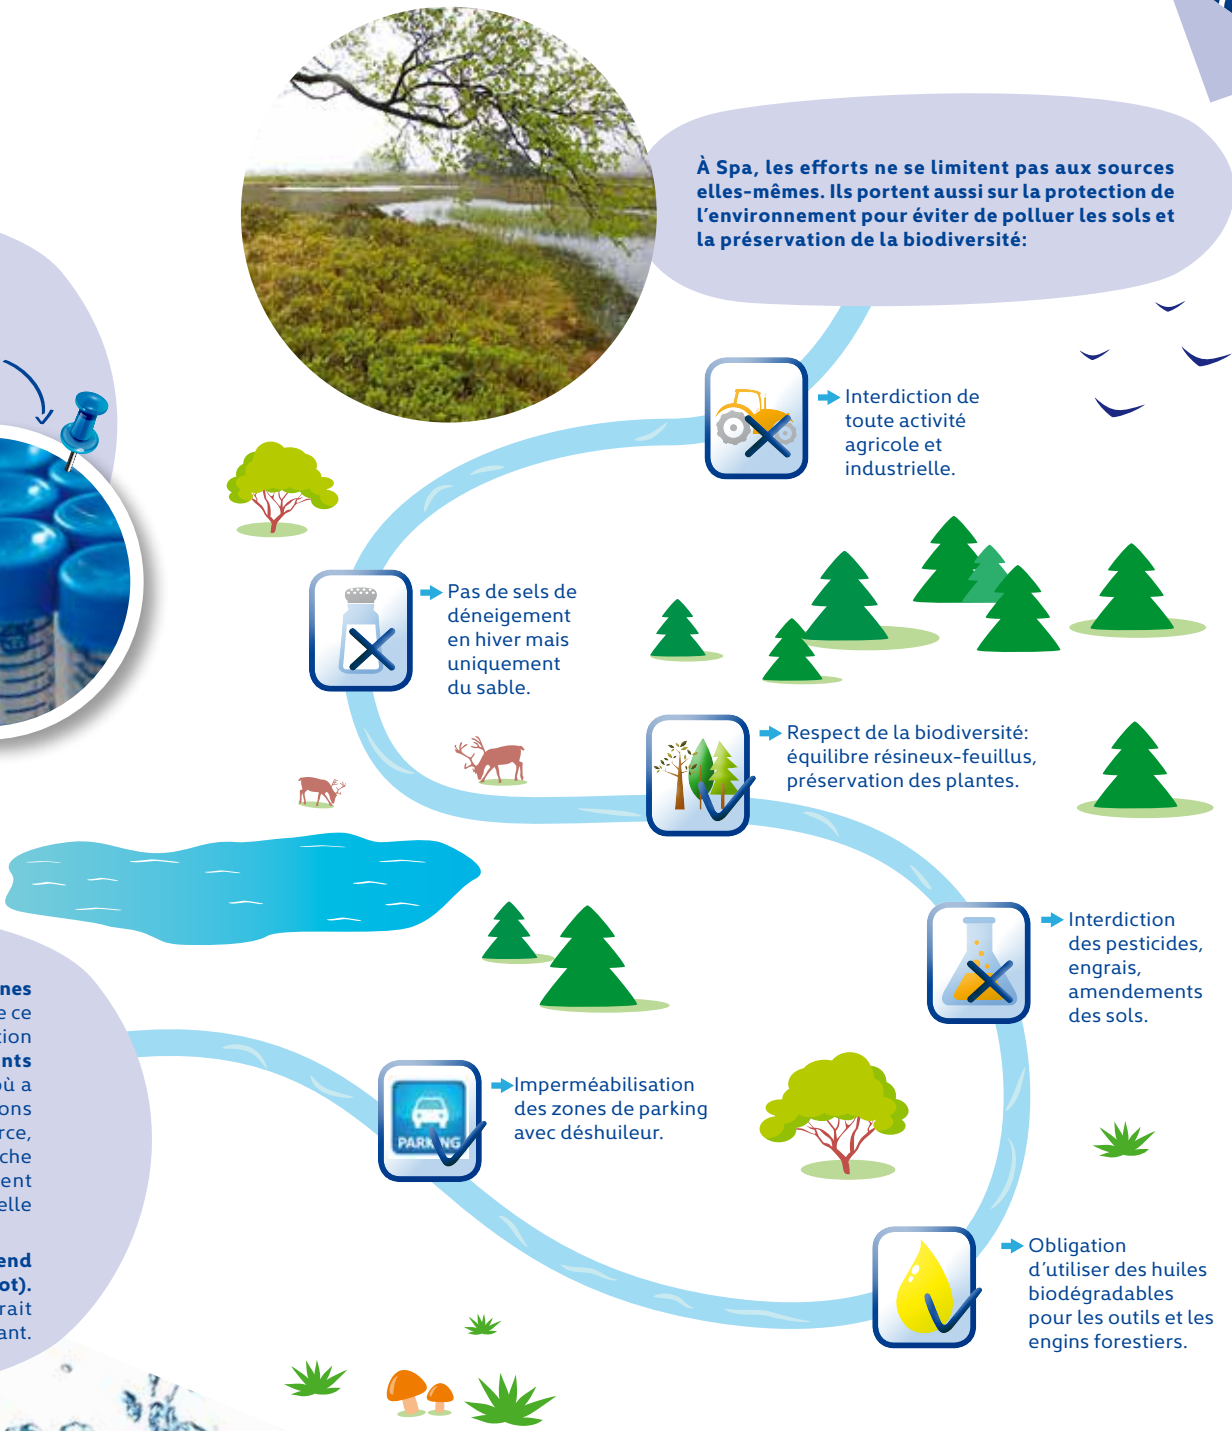 À Spa, les efforts ne se limitent pas aux sources
elles-mêmes. Ils portent aussi sur la protection de
l'environnement pour éviter de polluer les sols et
la préservation de la biodiversité:
Interdiction de
toute activité
agricole et
industrielle.
Pas de sels de
déneigement
en hiver mais
uniquement
du sable.
Respect de la biodiversité:
équilibre résineux-feuillus,
préservation des plantes.
Interdiction
des pesticides,
engrais,
amendements
des sols.
Imperméabilisation
des zones de parking
avec déshuileur.
PARKING
Obligation
d'utiliser des huiles
biodégradables
pour les outils et les
engins forestiers.